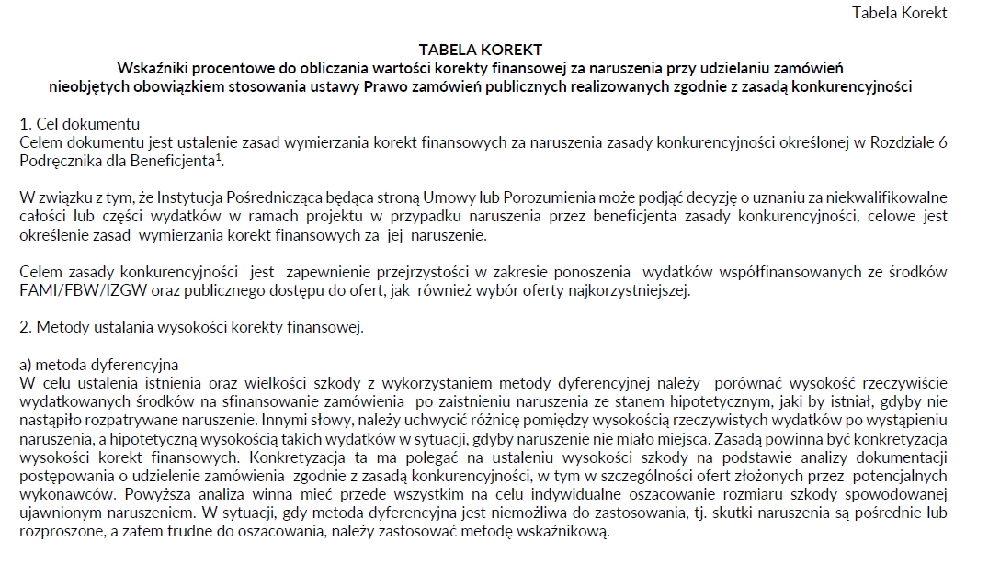 Tabela Korekt
TABELA KOREKT
Wskaźniki procentowe do obliczania wartości korekty finansowej za naruszenia przy udzielaniu zamówień
nieobjętych obowiązkiem stosowania ustawy Prawo zamówień publicznych realizowanych zgodnie z zasadą konkurencyjności
1. Cel dokumentu
Celem dokumentu jest ustalenie zasad wymierzania korekt finansowych za naruszenia zasady konkurencyjności określonej w Rozdziale 6
Podręcznika dla Beneficjenta¹.
W związku z tym, że Instytucja Pośrednicząca będąca stroną Umowy lub Porozumienia może podjąć decyzję o uznaniu za niekwalifikowalne
całości lub części wydatków w ramach projektu w przypadku naruszenia przez beneficjenta zasady konkurencyjności, celowe jest
określenie zasad wymierzania korekt finansowych za jej naruszenie.
Celem zasady konkurencyjności jest zapewnienie przejrzystości w zakresie ponoszenia wydatków współfinansowanych ze środków
FAMI/FBW/IZGW oraz publicznego dostępu do ofert, jak również wybór oferty najkorzystniejszej.
2. Metody ustalania wysokości korekty finansowej.
a) metoda dyferencyjna
W celu ustalenia istnienia oraz wielkości szkody z wykorzystaniem metody dyferencyjnej należy porównać wysokość rzeczywiście
wydatkowanych środków na sfinansowanie zamówienia po zaistnieniu naruszenia ze stanem hipotetycznym, jaki by istniał, gdyby nie
nastąpiło rozpatrywane naruszenie. Innymi słowy, należy uchwycić różnicę pomiędzy wysokością rzeczywistych wydatków po wystąpieniu
naruszenia, a hipotetyczną wysokością takich wydatków w sytuacji, gdyby naruszenie nie miało miejsca. Zasadą powinna być konkretyzacja
wysokości korekt finansowych. Konkretyzacja ta ma polegać na ustaleniu wysokości szkody na podstawie analizy dokumentacji
postępowania o udzielenie zamówienia zgodnie z zasadą konkurencyjności, w tym w szczególności ofert złożonych przez potencjalnych
wykonawców. Powyższa analiza winna mieć przede wszystkim na celu indywidualne oszacowanie rozmiaru szkody spowodowanej
ujawnionym naruszeniem. W sytuacji, gdy metoda dyferencyjna jest niemożliwa do zastosowania, tj. skutki naruszenia są pośrednie lub
rozproszone, a zatem trudne do oszacowania, należy zastosować metodę wskaźnikową.